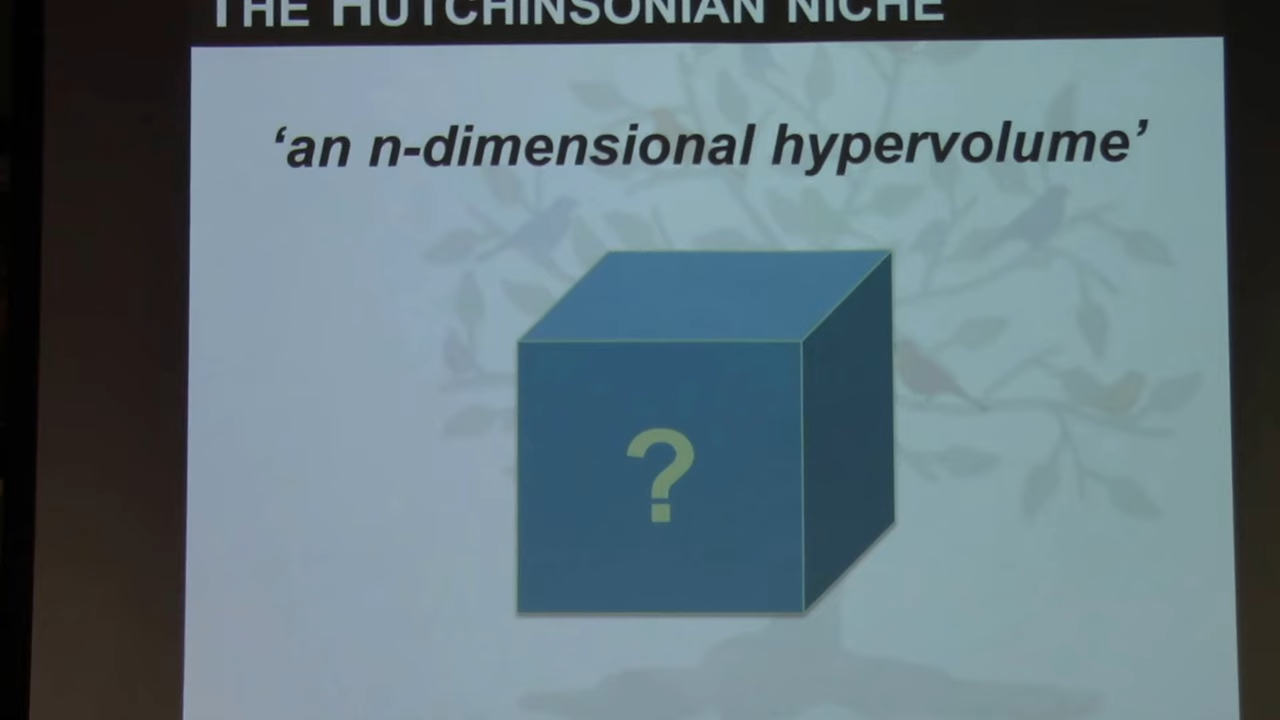 THE HUTCHINSONIAN NICHE
‘an n-dimensional hypervolume’
?